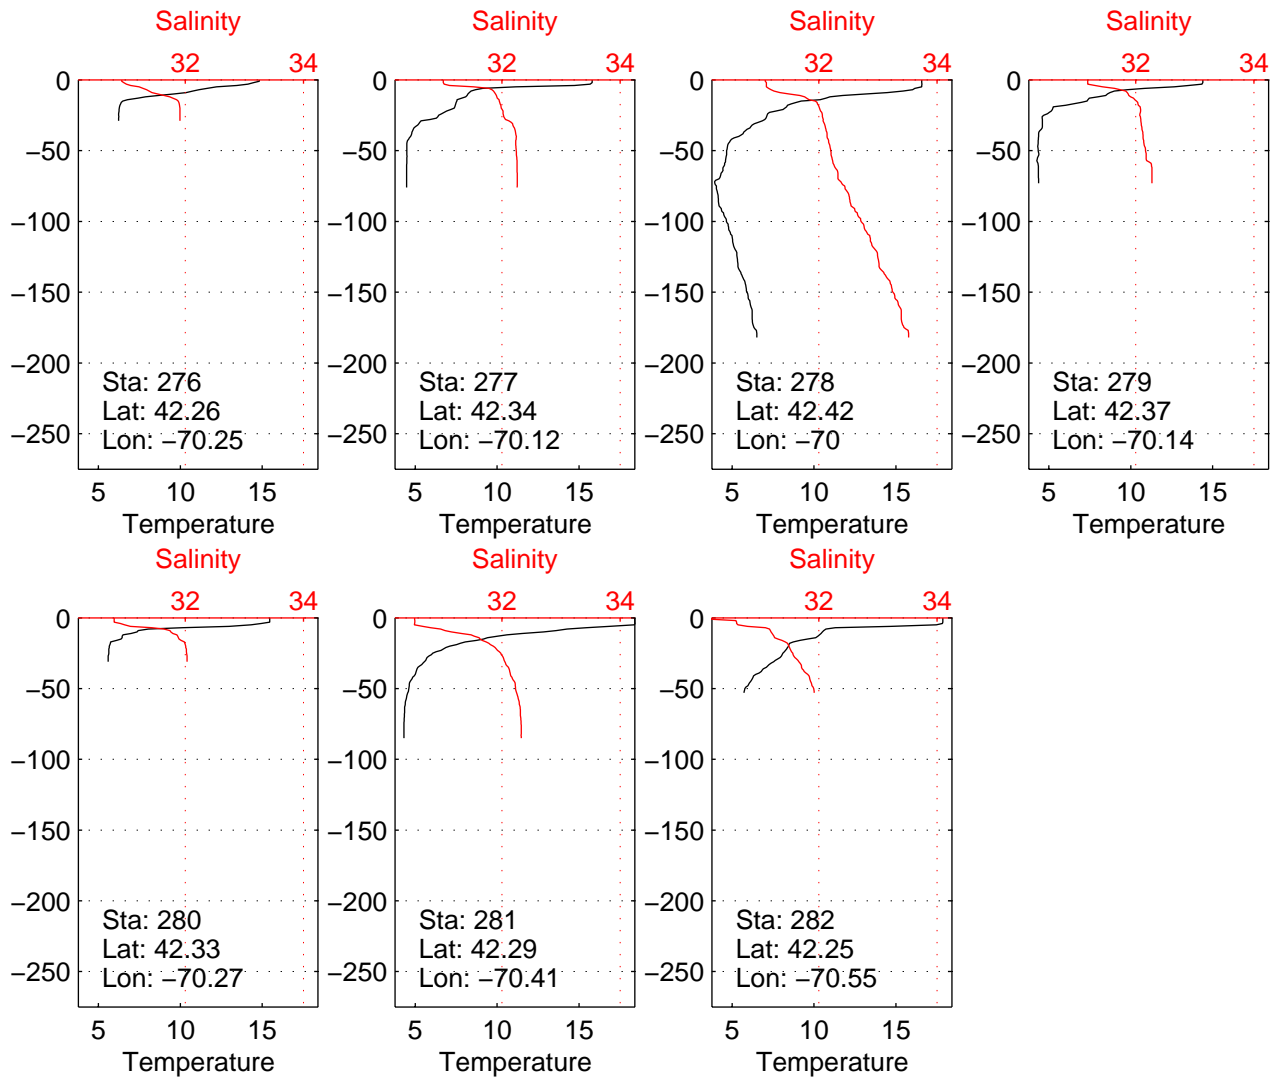 Salinity
32 34
0
−50
−100
−150
−200
−250
Sta: 276
Lat: 42.26
Lon: −70.25
5 10 15
Temperature
Salinity
32 34
0
−50
−100
−150
−200
−250
Sta: 277
Lat: 42.34
Lon: −70.12
5 10 15
Temperature
Salinity
32 34
0
−50
−100
−150
−200
−250
Sta: 278
Lat: 42.42
Lon: −70
5 10 15
Temperature
Salinity
32 34
0
−50
−100
−150
−200
−250
Sta: 279
Lat: 42.37
Lon: −70.14
5 10 15
Temperature
Salinity
32 34
0
−50
−100
−150
−200
−250
Sta: 280
Lat: 42.33
Lon: −70.27
5 10 15
Temperature
Salinity
32 34
0
−50
−100
−150
−200
−250
Sta: 281
Lat: 42.29
Lon: −70.41
5 10 15
Temperature
Salinity
32 34
0
−50
−100
−150
−200
−250
Sta: 282
Lat: 42.25
Lon: −70.55
5 10 15
Temperature